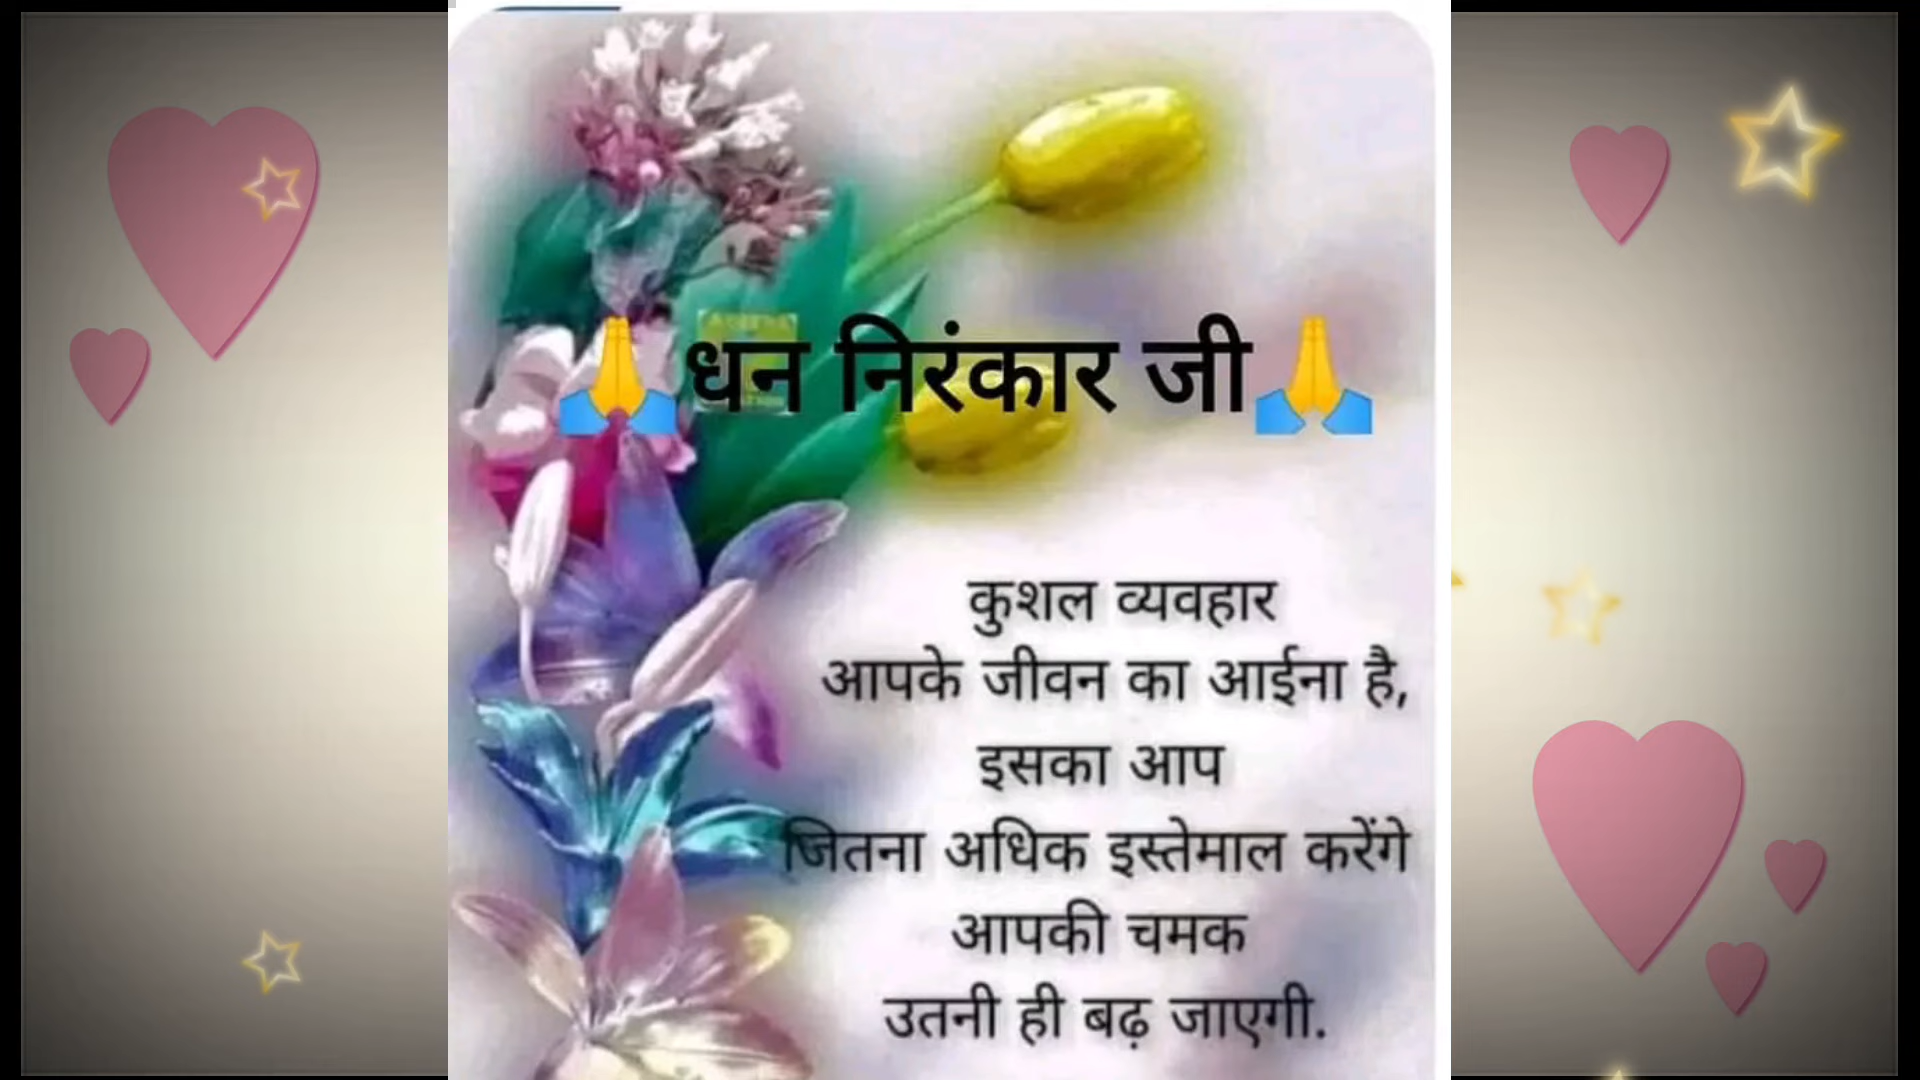 🙏धन निरंकार जी🙏
कुशल व्यवहार
आपके जीवन का आईना है,
इसका आप
जितना अधिक इस्तेमाल करेंगे
आपकी चमक
उतनी ही बढ़ जाएगी.